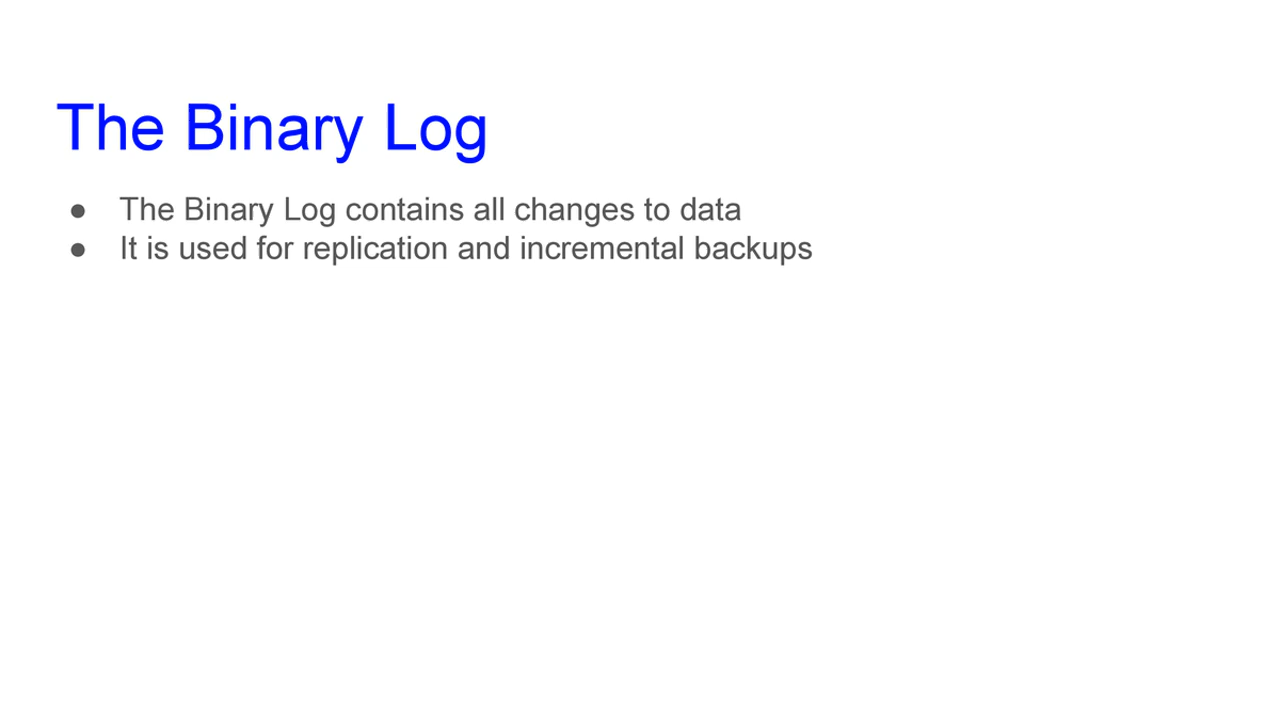 The Binary Log
● The Binary Log contains all changes to data
● It is used for replication and incremental backups